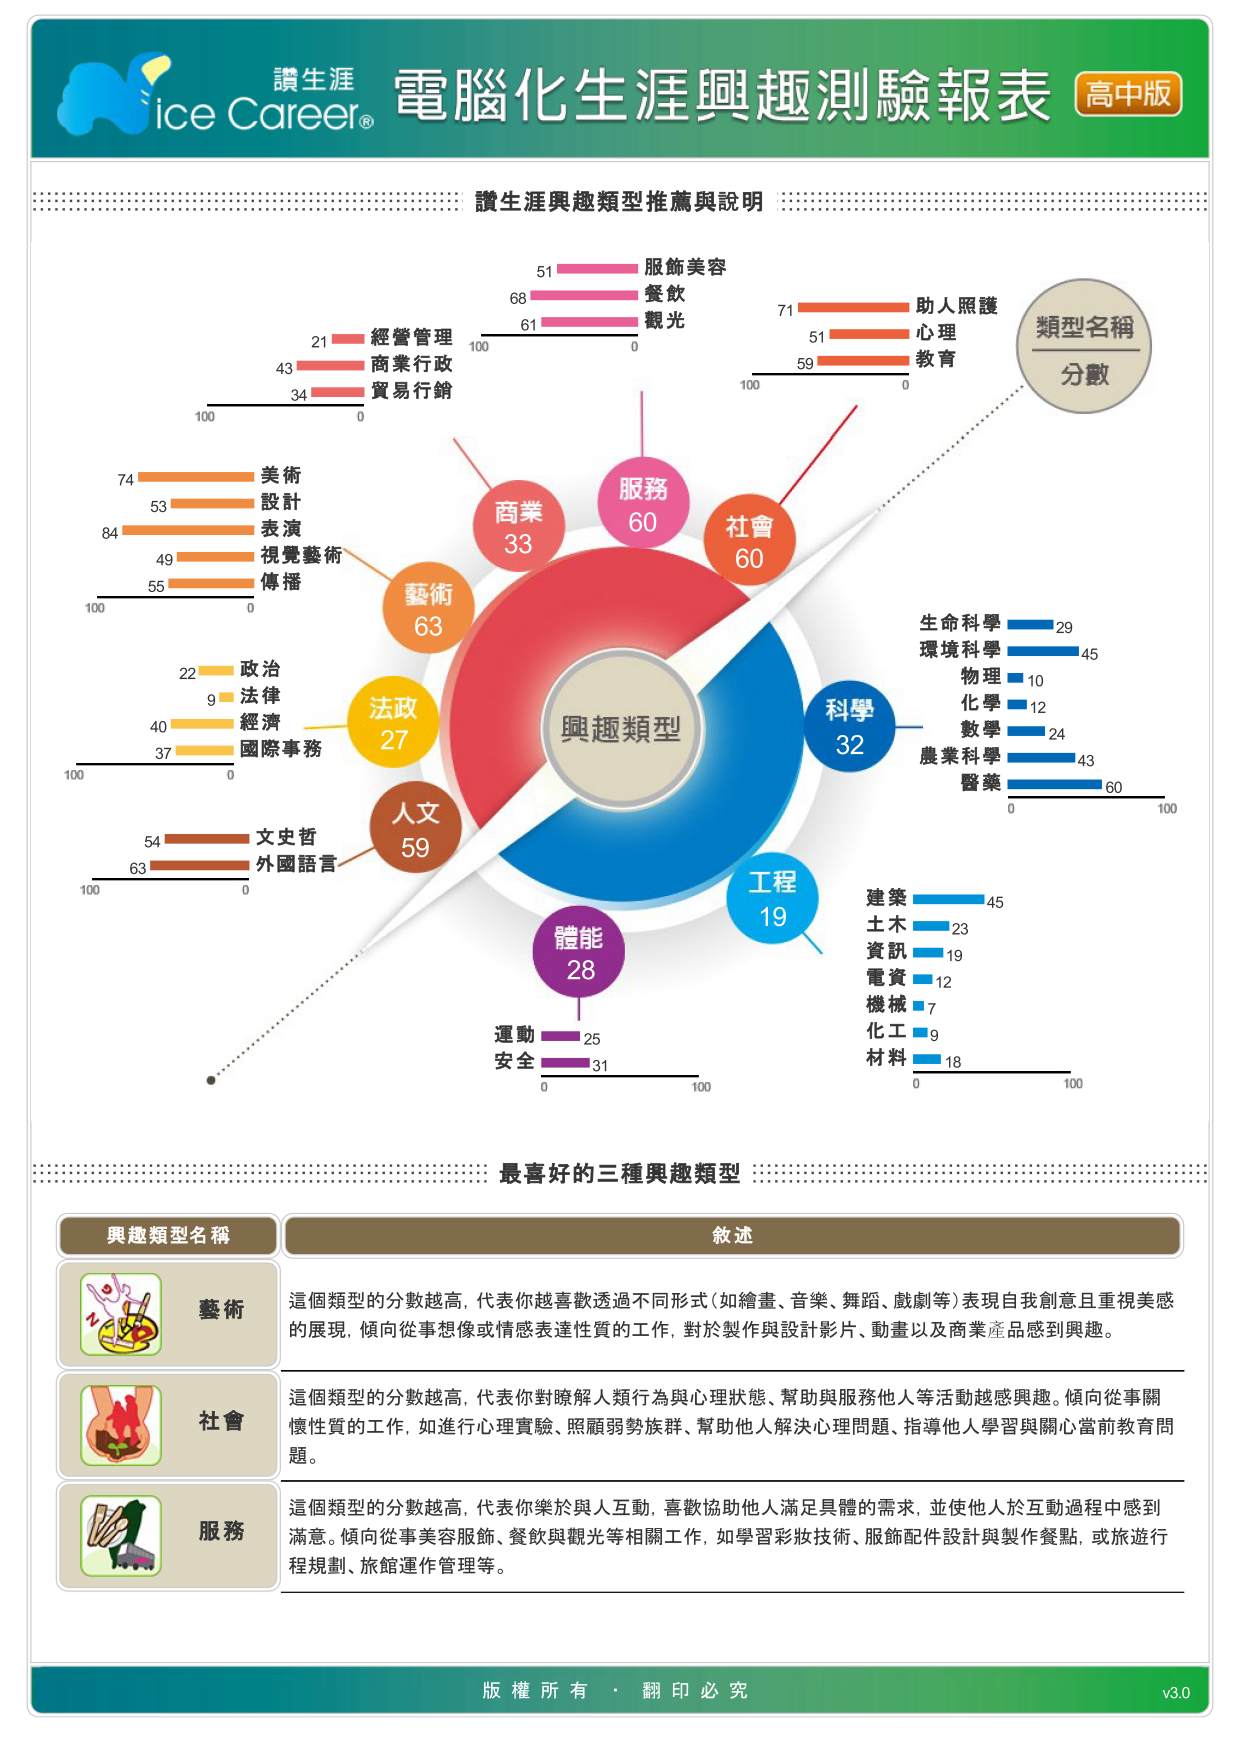 讚生涯
Nice Career®
電腦化生涯興趣測驗報表
高中版
讚生涯興趣類型推薦與說明
51 服飾美容
68 餐飲
61 觀光
100 0
71 助人照護
51 心理
59 教育
100 0
類型名稱
分數
21 經營管理
43 商業行政
34 貿易行銷
100 0
74 美術
53 設計
84 表演
49 視覺藝術
55 傳播
100 0
商業
33
服務
60
社會
60
藝術
63
22 政治
9 法律
40 經濟
37 國際事務
100 0
法政
27
興趣類型
科學
32
生命科學 29
環境科學 45
物理 10
化學 12
數學 24
農業科學 43
醫藥 60
0 100
54 文史哲
63 外國語言
100 0
人文
59
工程
19
體能
28
建築 45
土木 23
資訊 19
電資 12
機械 7
化工 9
材料 18
0 100
運動 25
安全 31
0 100
最喜好的三種興趣類型
興趣類型名稱 敘述
藝術
這個類型的分數越高, 代表你越喜歡透過不同形式(如繪畫、音樂、舞蹈、戲劇等)表現自我創意且重視美感
的展現, 傾向從事想像或情感表達性質的工作, 對於製作與設計影片、動畫以及商業產品感到興趣。
社會
這個類型的分數越高, 代表你對瞭解人類行為與心理狀態、幫助與服務他人等活動越感興趣。傾向從事關
懷性質的工作, 如進行心理實驗、照顧弱勢族群、幫助他人解決心理問題、指導他人學習與關心當前教育問
題。
服務
這個類型的分數越高, 代表你樂於與人互動, 喜歡協助他人滿足具體的需求, 並使他人於互動過程中感到
滿意。傾向從事美容服飾、餐飲與觀光等相關工作, 如學習彩妝技術、服飾配件設計與製作餐點, 或旅遊行
程規劃、旅館運作管理等。
版權所有 · 翻印必究
v3.0